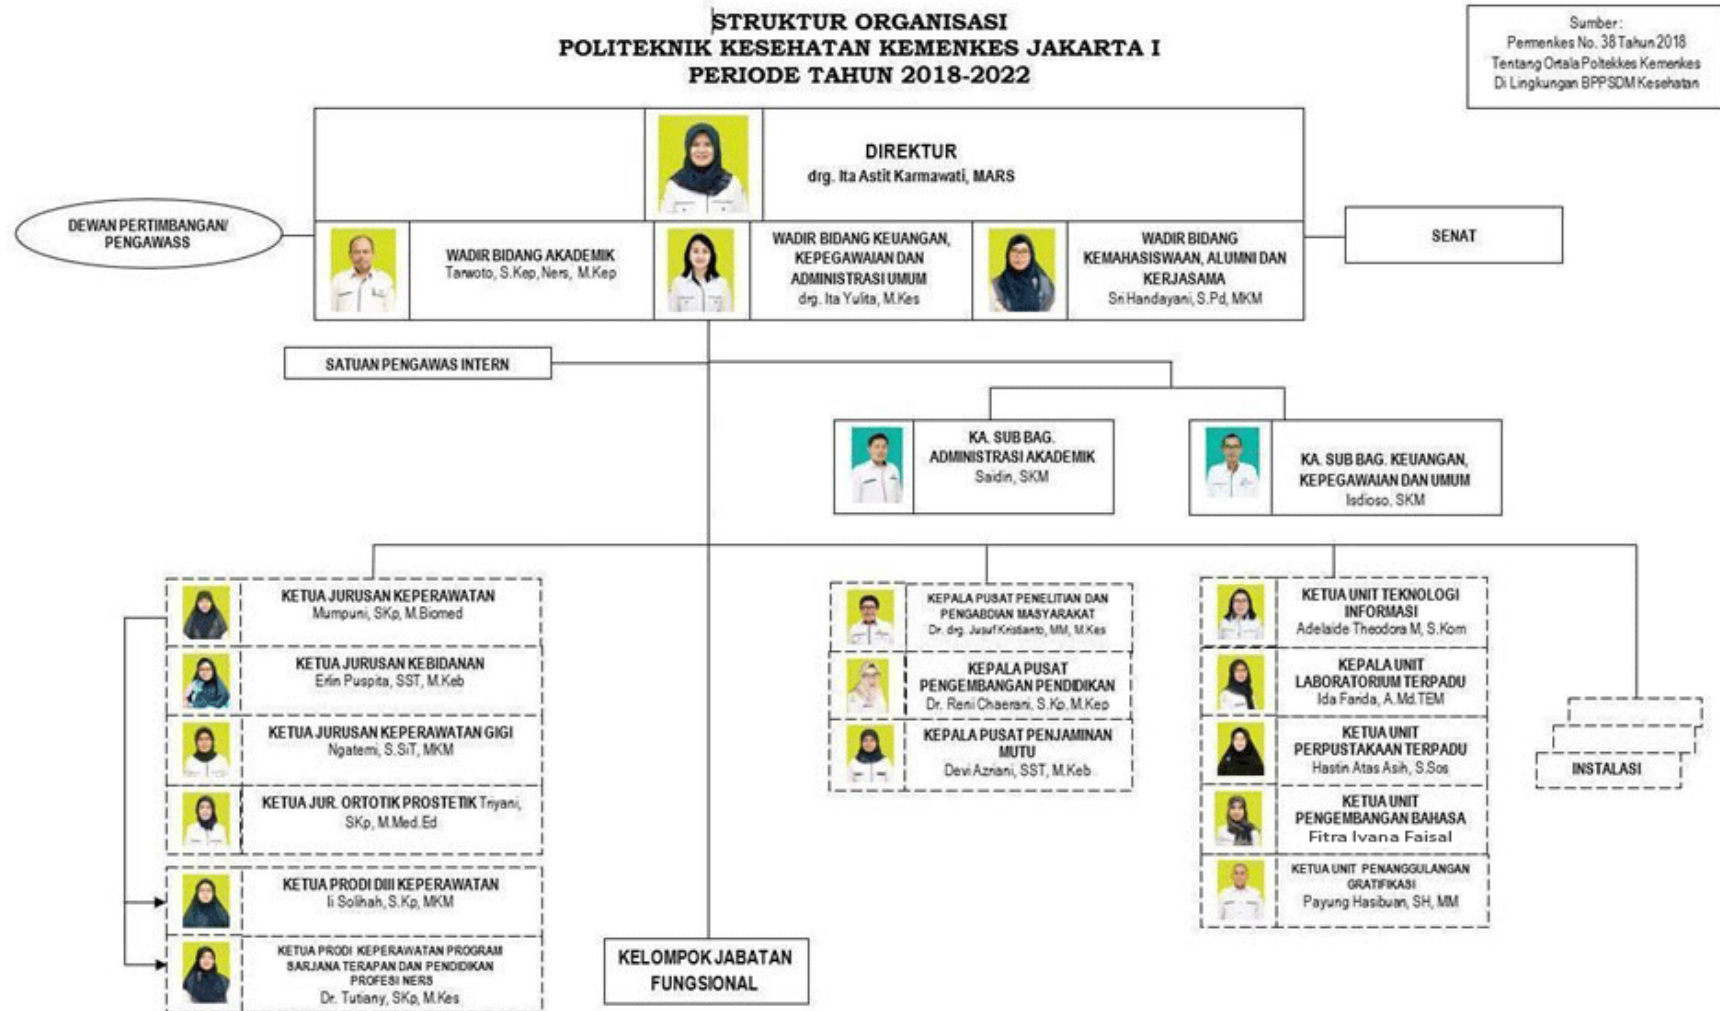 STRUKTUR ORGANISASI
POLITEKNIK KESEHATAN KEMENKES JAKARTA I
PERIODE TAHUN 2018-2022
Sumber :
Permenkes No. 38 Tahun 2018
Tentang Ortala Poltekkes Kemenkes
Di Lingkungan BPPSDM Kesehatan
DIREKTUR
drg. Ita Astit Karmawati, MARS
DEWAN PERTIMBANGAN/
PENGAWASS
WADIR BIDANG AKADEMIK
Tarwoto, S.Kep, Ners, M.Kep
WADIR BIDANG KEUANGAN,
KEPEGAWAIAN DAN
ADMINISTRASI UMUM
drg. Ita Yulita, M.Kes
WADIR BIDANG
KEMAHASISWAAN, ALUMNI DAN
KERJASAMA
Sri Handayani, S.Pd, MKM
SENAT
SATUAN PENGAWAS INTERN
KA. SUB BAG.
ADMINISTRASI AKADEMIK
Saidin, SKM
KA. SUB BAG. KEUANGAN,
KEPEGAWAIAN DAN UMUM
Isdioso, SKM
KETUA JURUSAN KEPERAWATAN
Mumpuni, SKp, M.Biomed
KETUA JURUSAN KEBIDANAN
Erlin Puspita, SST, M.Keb
KETUA JURUSAN KEPERAWATAN GIGI
Ngatemi, S.SiT, MKM
KETUA JUR. ORTOTIK PROSTETIK Triyani,
SKp, M.Med.Ed
KETUA PRODI DIII KEPERAWATAN
Ii Solihah, S.Kp, MKM
KETUA PRODI KEPERAWATAN PROGRAM
SARJANA TERAPAN DAN PENDIDIKAN
PROFESI NERS
Dr. Tutiany, SKp, M.Kes
KELOMPOK JABATAN
FUNGSIONAL
KEPALA PUSAT PENELITIAN DAN
PENGABDIAN MASYARAKAT
Dr. drg. Jusuf Kristianto, MM, M.Kes
KEPALA PUSAT
PENGEMBANGAN PENDIDIKAN
Dr. Reni Chaerani, S.Kp, M.Kep
KEPALA PUSAT PENJAMINAN
MUTU
Devi Azriani, SST, M.Keb
KETUA UNIT TEKNOLOGI
INFORMASI
Adelaide Theodora M, S.Kom
KEPALA UNIT
LABORATORIUM TERPADU
Ida Farida, A.Md.TEM
KETUA UNIT
PERPUSTAKAAN TERPADU
Hastin Atas Asih, S.Sos
KETUA UNIT
PENGEMBANGAN BAHASA
Fitra Ivana Faisal
KETUA UNIT PENANGGULANGAN
GRATIFIKASI
Payung Hasibuan, SH, MM
INSTALASI